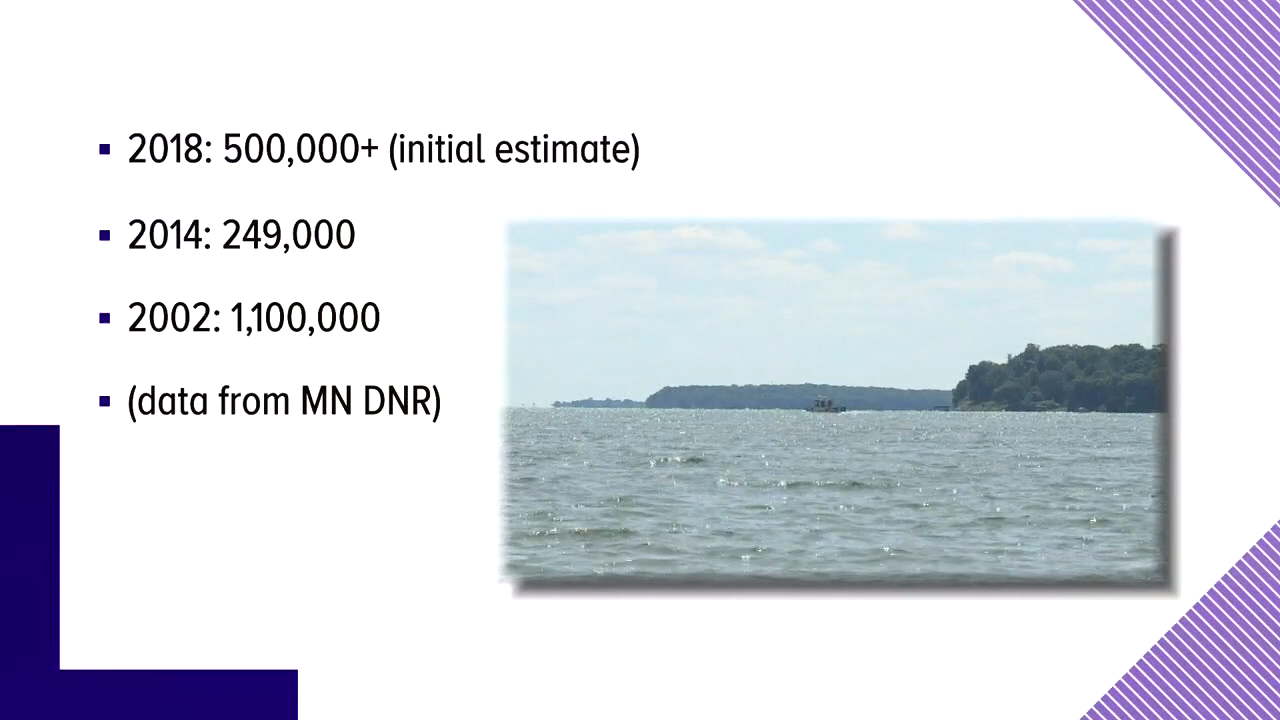 2018: 500,000+ (initial estimate)
2014: 249,000
2002: 1,100,000
(data from MN DNR)